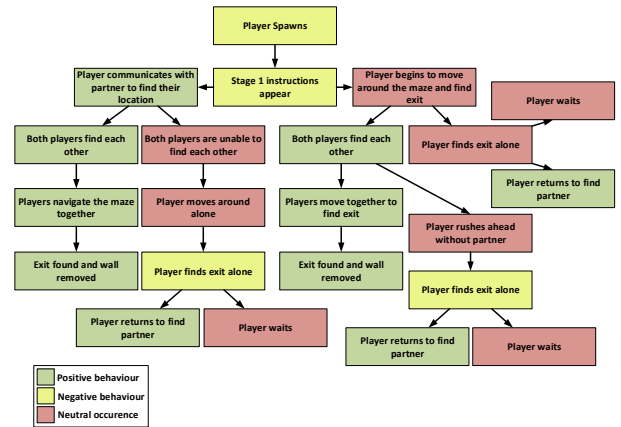 Player Spawns
Player communicates with
partner to find their
location
Stage 1 instructions
appear
Player begins to move
around the maze and find
exit
Player waits
Both players find each
other
Both players are unable to
find each other
Both players find each
other
Player finds exit alone
Player returns to find
partner
Players navigate the maze
together
Player moves around
alone
Players move together to
find exit
Player rushes ahead
without partner
Exit found and wall
removed
Player finds exit alone
Exit found and wall
removed
Player finds exit alone
Player returns to find
partner
Player waits
Player returns to find
partner
Player waits
Positive behaviour
Negative behaviour
Neutral occurence